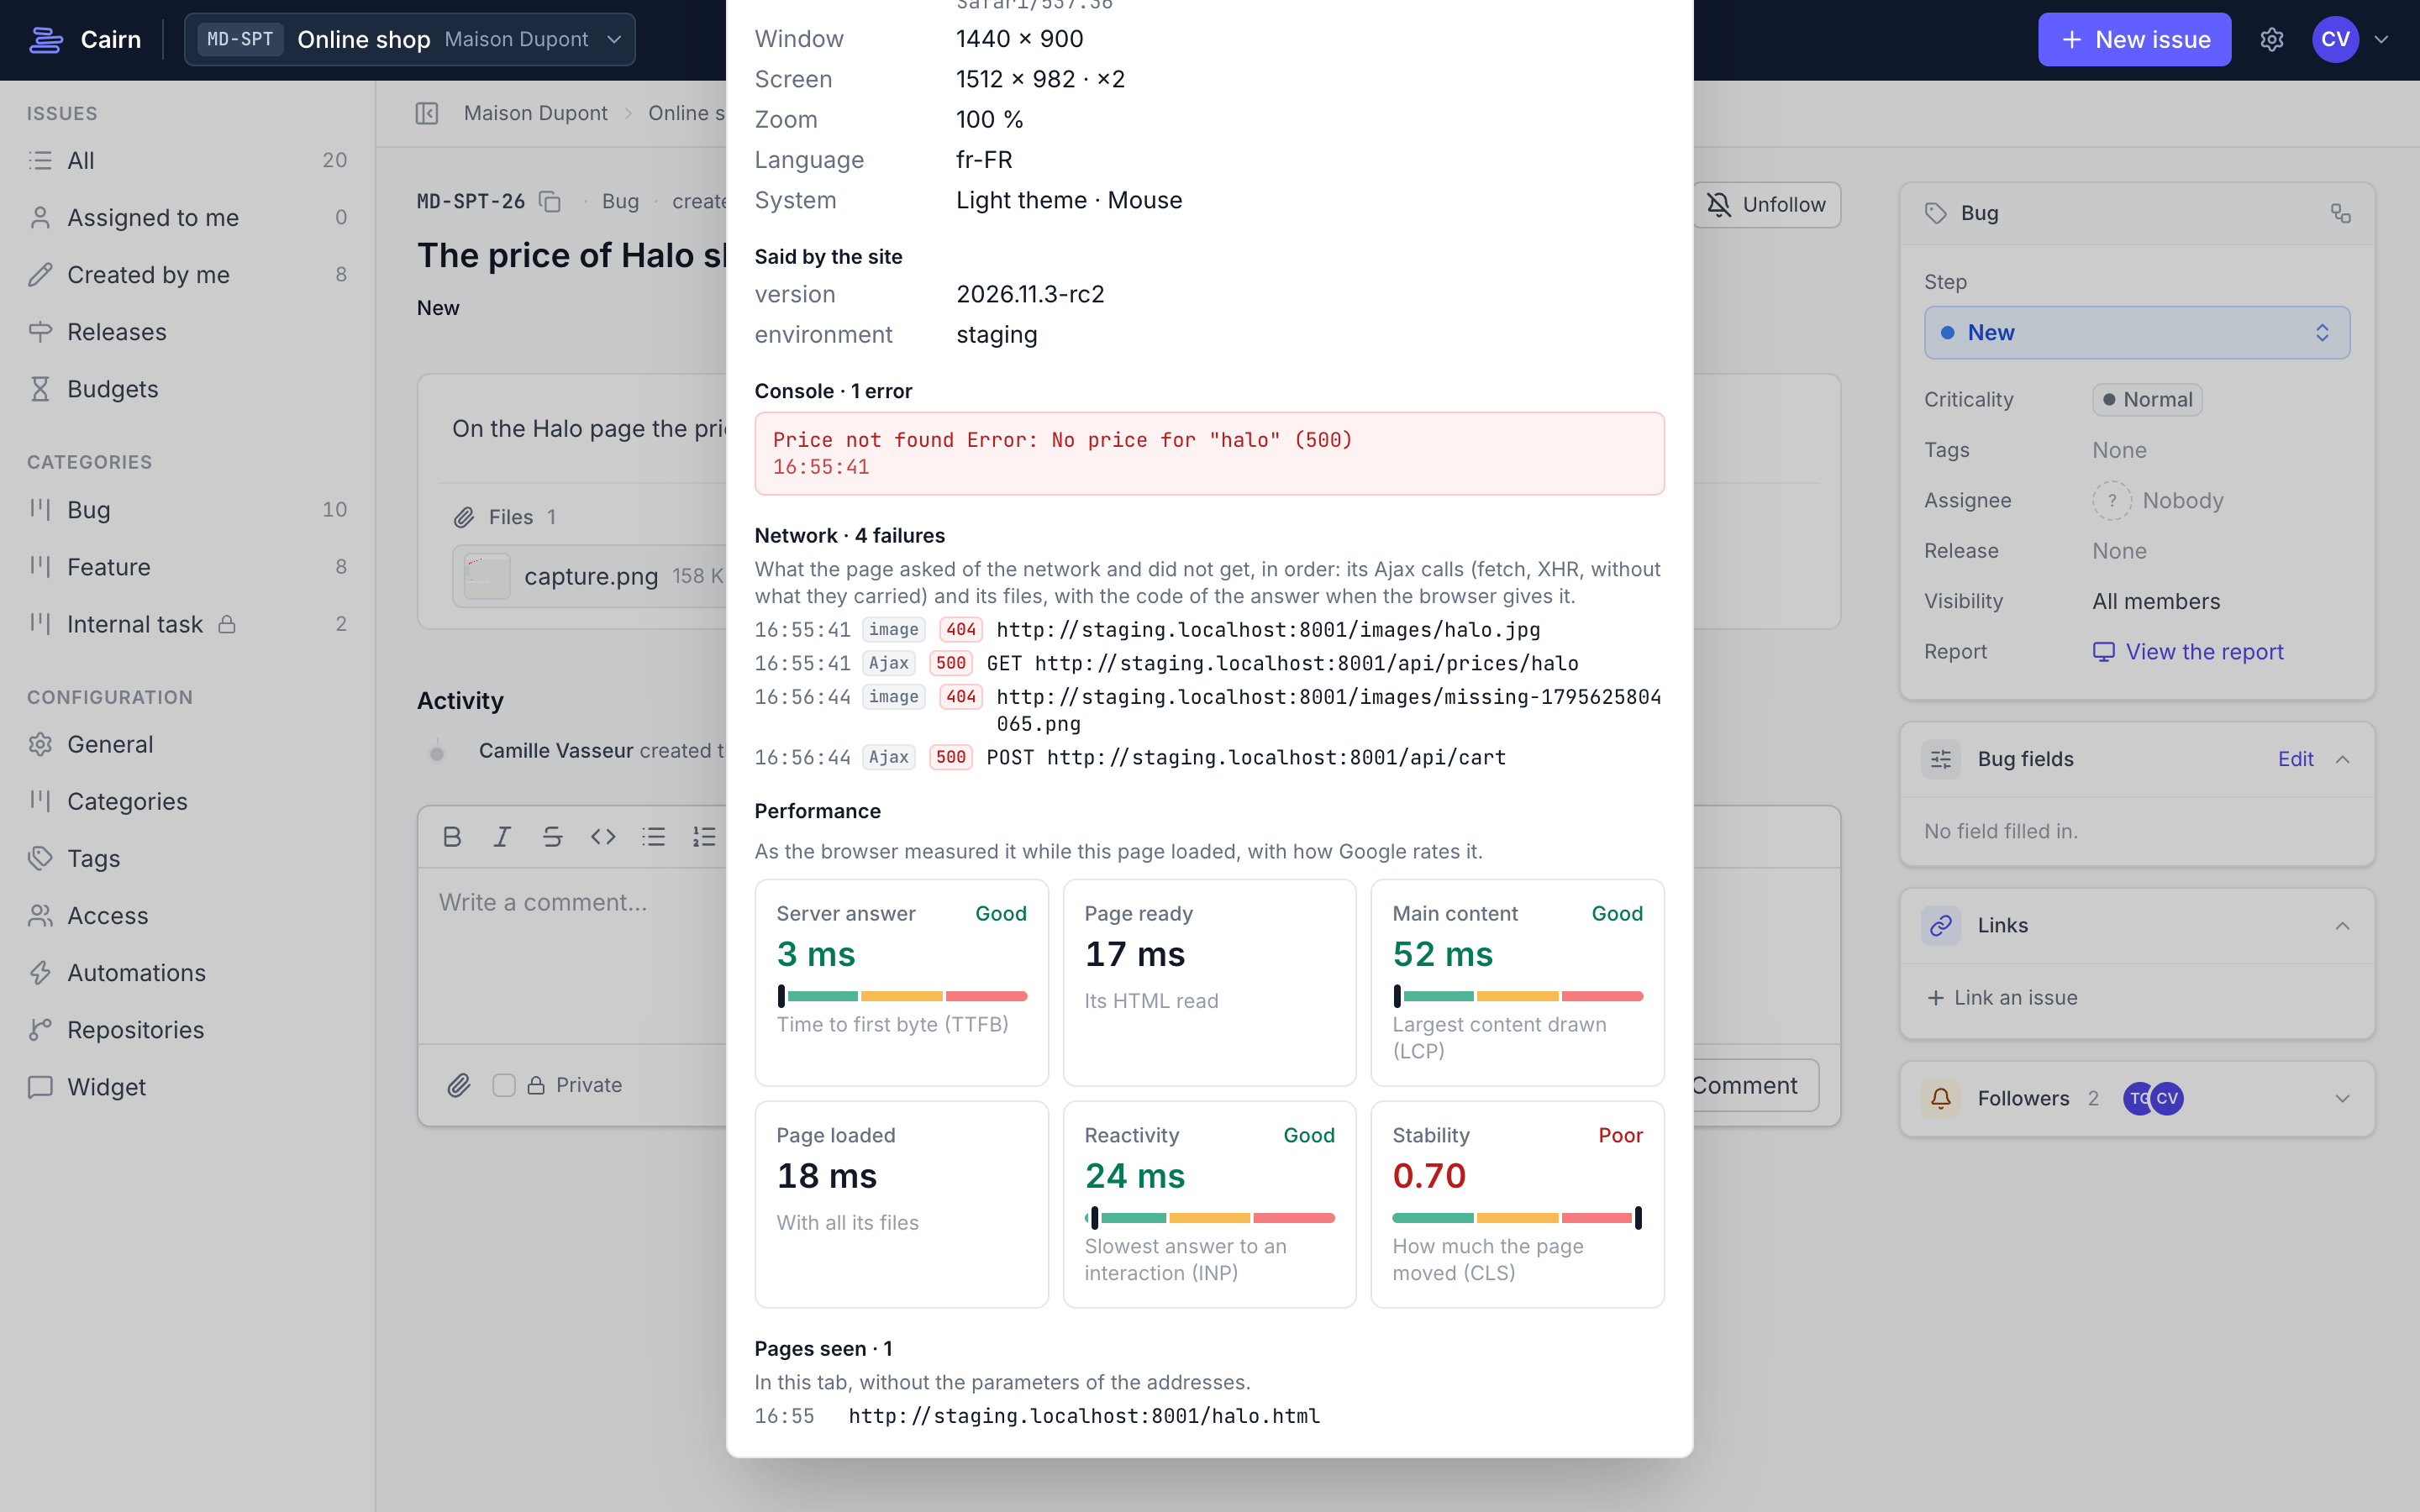 Cairn
MD-SPT Online shop Maison Dupont
New issue
CV
ISSUES
All 20
Assigned to me 0
Created by me 8
Releases
Budgets
CATEGORIES
Bug 10
Feature 8
Internal task 2
CONFIGURATION
General
Categories
Tags
Access
Automations
Repositories
Widget
Maison Dupont Online s
MD-SPT-26 · Bug · create
The price of Halo sl
New
Unfollow
On the Halo page the pri
Files 1
capture.png 158 K
Activity
Camille Vasseur created t
Write a comment...
Private
Comment
Window 1440 × 900
Screen 1512 × 982 · ×2
Zoom 100 %
Language fr-FR
System Light theme · Mouse
Said by the site
version 2026.11.3-rc2
environment staging
Console · 1 error
Price not found Error: No price for "halo" (500)
16:55:41
Network · 4 failures
What the page asked of the network and did not get, in order: its Ajax calls (fetch, XHR, without
what they carried) and its files, with the code of the answer when the browser gives it.
16:55:41 image 404 http://staging.localhost:8001/images/halo.jpg
16:55:41 Ajax 500 GET http://staging.localhost:8001/api/prices/halo
16:56:44 image 404 http://staging.localhost:8001/images/missing-1795625804
065.png
16:56:44 Ajax 500 POST http://staging.localhost:8001/api/cart
Performance
As the browser measured it while this page loaded, with how Google rates it.
Server answer Good
3 ms
Time to first byte (TTFB)
Page ready
17 ms
Its HTML read
Main content Good
52 ms
Largest content drawn
(LCP)
Page loaded
18 ms
With all its files
Reactivity Good
24 ms
Slowest answer to an
interaction (INP)
Stability Poor
0.70
How much the page
moved (CLS)
Pages seen · 1
In this tab, without the parameters of the addresses.
16:55 http://staging.localhost:8001/halo.html
Bug
Step
New
Criticality Normal
Tags None
Assignee ? Nobody
Release None
Visibility All members
Report View the report
Bug fields Edit
No field filled in.
Links
Link an issue
Followers 2 CV